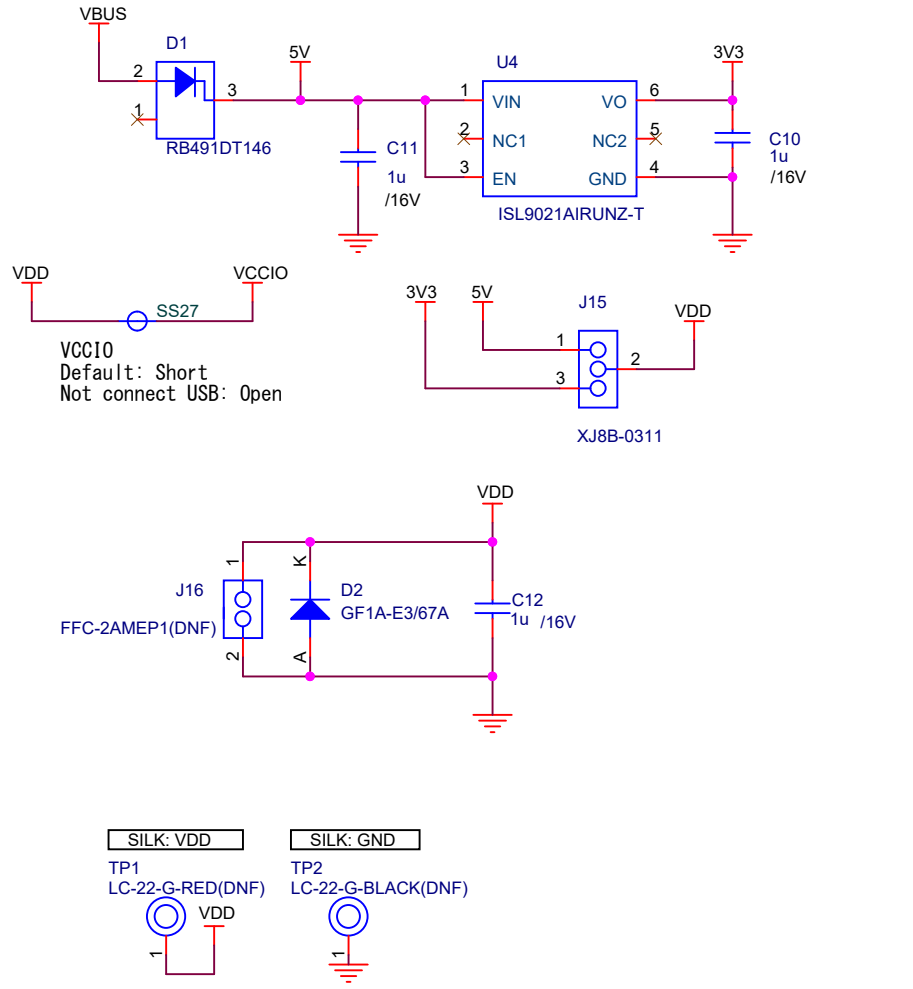 VBUS
D1
2
3
1
RB491DT146
5V
C11
1u
/16V
U4
1
VIN
VO
6
2
NC1
NC2
5
3
EN
GND
4
ISL9021AIRUNZ-T
3V3
C10
1u
/16V
VDD
VCCIO
SS27
VCCIO
Default: Short
Not connect USB: Open
3V3
5V
J15
VDD
1
2
3
XJ8B-0311
VDD
1
K
J16
D2
C12
GF1A-E3/67A
1u
/16V
FFC-2AMEP1(DNF)
2
A
SILK: VDD
SILK: GND
TP1
TP2
LC-22-G-RED(DNF)
LC-22-G-BLACK(DNF)
VDD
1
1